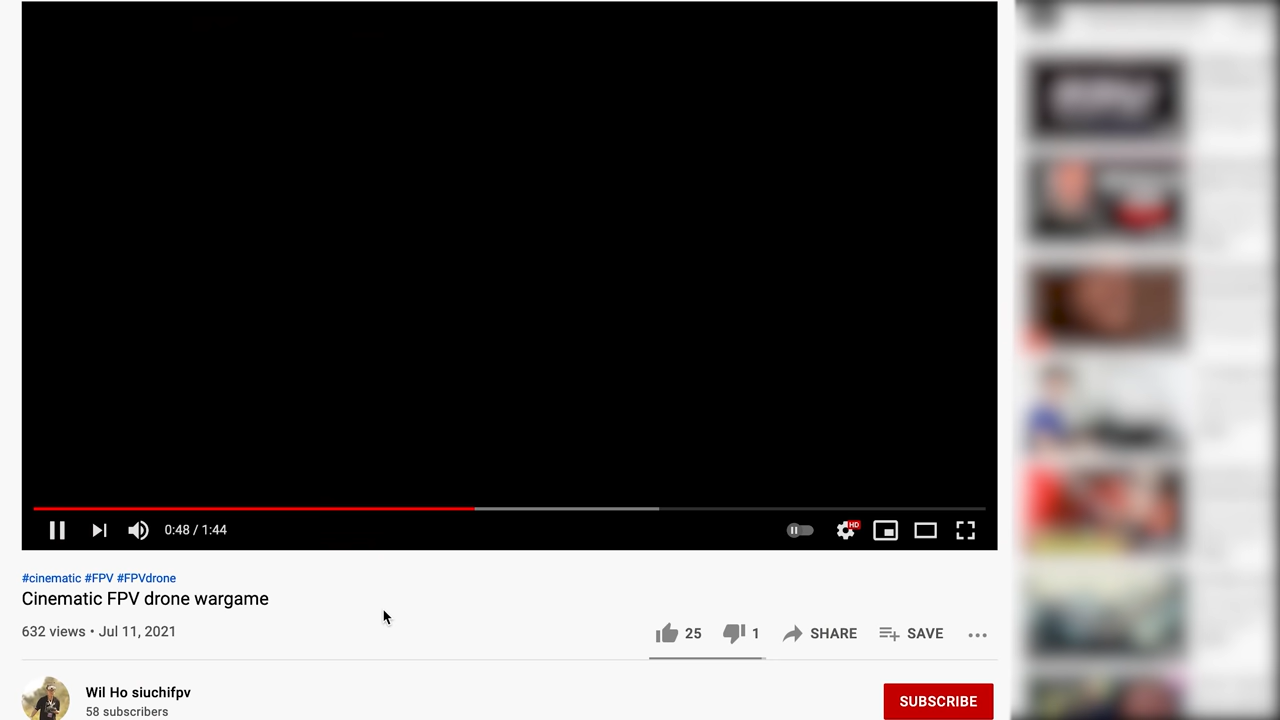 0:48 / 1:44
HD
#cinematic #FPV #FPVdrone
Cinematic FPV drone wargame
632 views • Jul 11, 2021
25
1
SHARE
SAVE
Wil Ho siuchifpv
58 subscribers
SUBSCRIBE